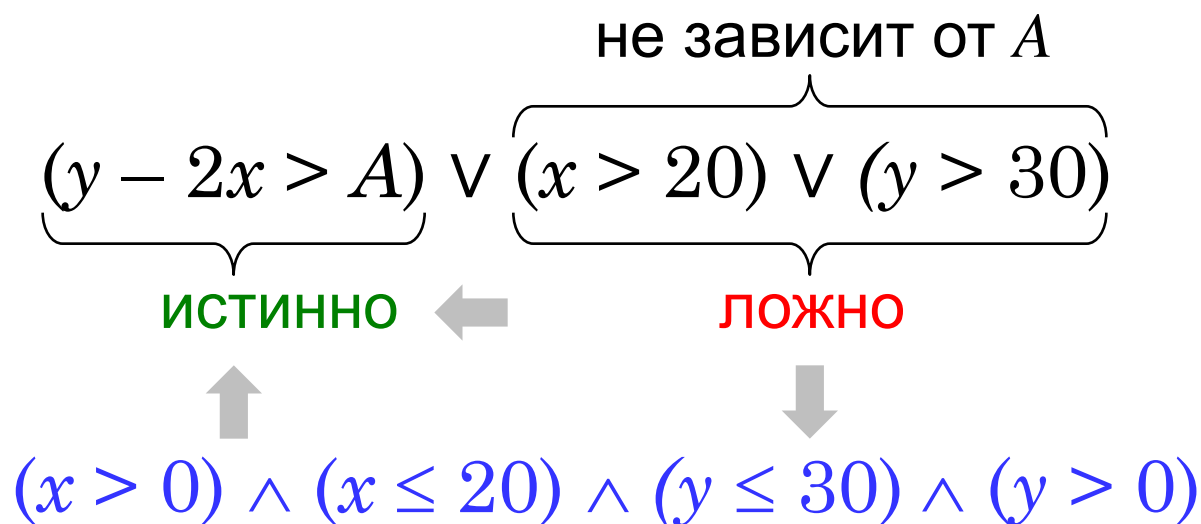 не зависит от A
(y – 2x > A) ∨ (x > 20) ∨ (y > 30)
истинно ложно
(x > 0) ∧ (x ≤ 20) ∧ (y ≤ 30) ∧ (y > 0)